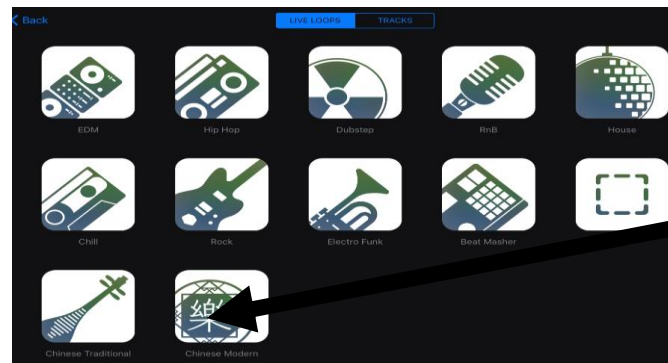 Back
LIVE LOOPS TRACKS
EDM Hip Hop Dubstep RnB House
Chill Rock Electro Funk Beat Masher
樂
Chinese Traditional Chinese Modern